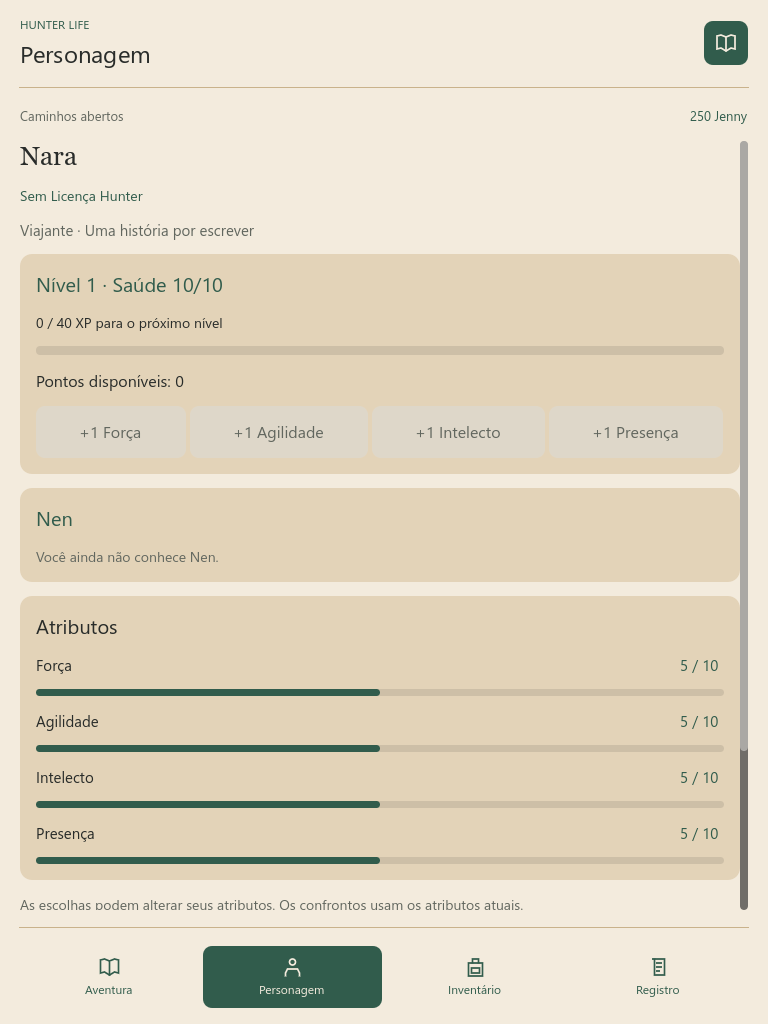 HUNTER LIFE
Personagem
Caminhos abertos
250 Jenny
Nara
Sem Licença Hunter
Viajante · Uma história por escrever
Nível 1 · Saúde 10/10
0 / 40 XP para o próximo nível
Pontos disponíveis: 0
+1 Força
+1 Agilidade
+1 Intelecto
+1 Presença
Nen
Você ainda não conhece Nen.
Atributos
Força
5 / 10
Agilidade
5 / 10
Intelecto
5 / 10
Presença
5 / 10
As escolhas podem alterar seus atributos. Os confrontos usam os atributos atuais.
Aventura
Personagem
Inventário
Registro